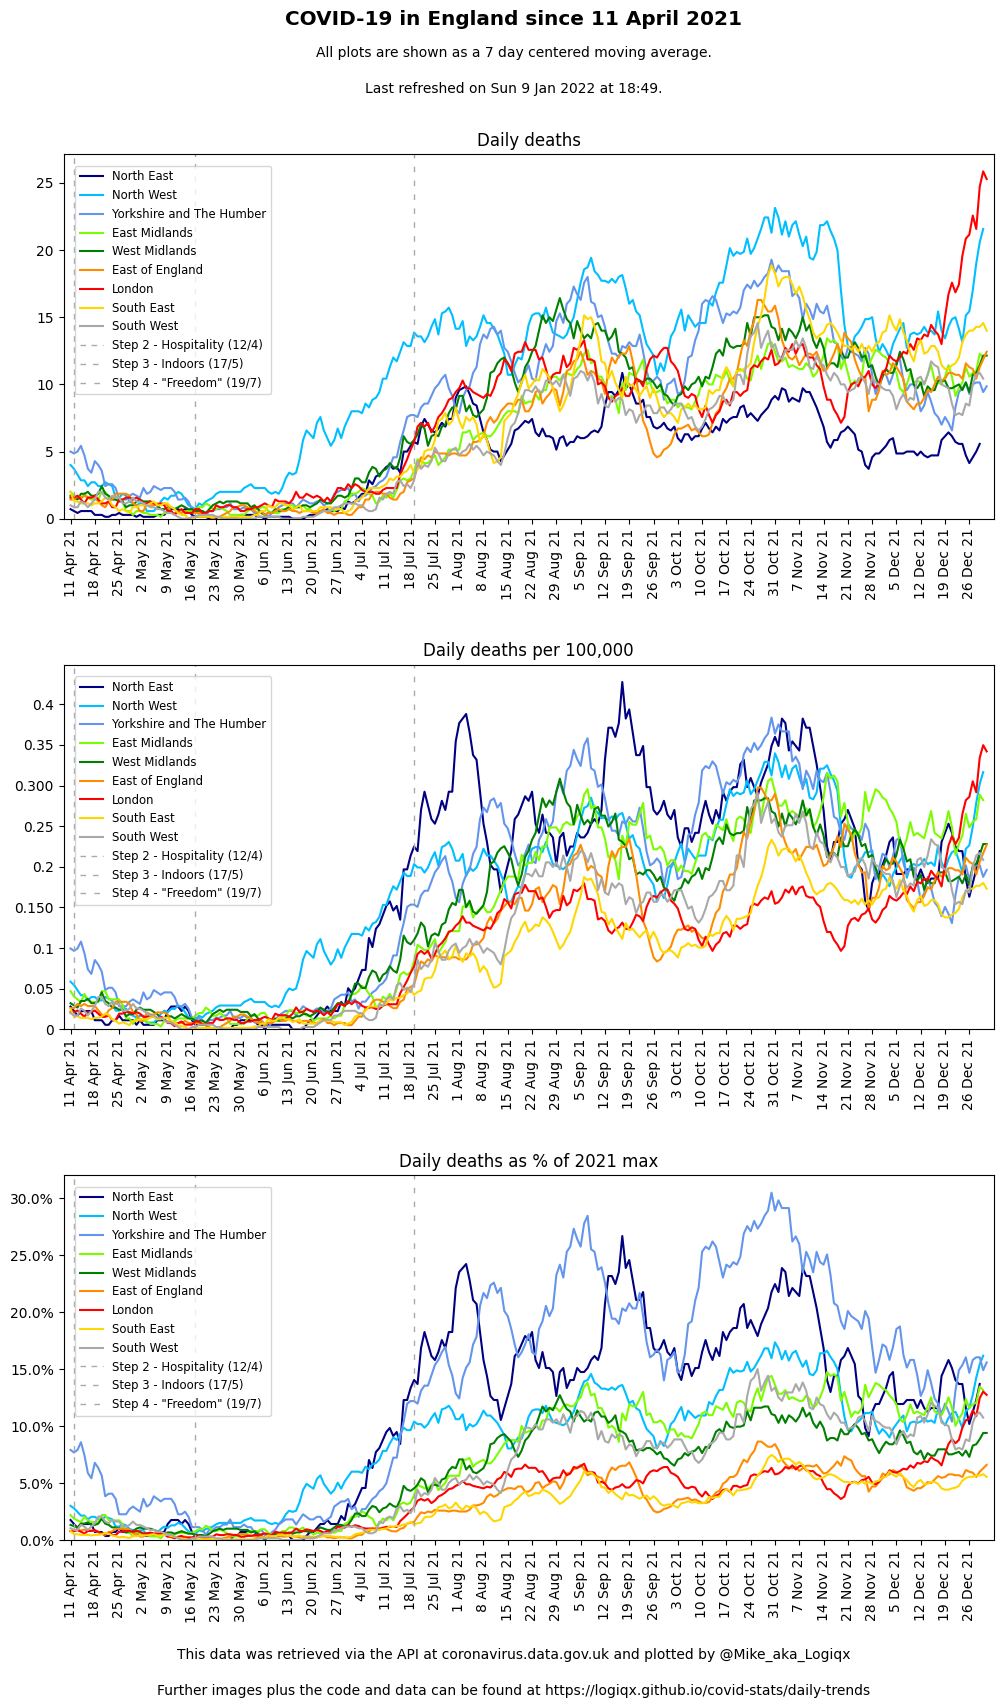 COVID-19 in England since 11 April 2021
All plots are shown as a 7 day centered moving average.
Last refreshed on Sun 9 Jan 2022 at 18:49.
Daily deaths
25
20
15
10
5
0
North East
North West
Yorkshire and The Humber
East Midlands
West Midlands
East of England
London
South East
South West
Step 2 - Hospitality (12/4)
Step 3 - Indoors (17/5)
Step 4 - "Freedom" (19/7)
11 Apr 21
18 Apr 21
25 Apr 21
2 May 21
9 May 21
16 May 21
23 May 21
30 May 21
6 Jun 21
13 Jun 21
20 Jun 21
27 Jun 21
4 Jul 21
11 Jul 21
18 Jul 21
25 Jul 21
1 Aug 21
8 Aug 21
15 Aug 21
22 Aug 21
29 Aug 21
5 Sep 21
12 Sep 21
19 Sep 21
26 Sep 21
3 Oct 21
10 Oct 21
17 Oct 21
24 Oct 21
31 Oct 21
7 Nov 21
14 Nov 21
21 Nov 21
28 Nov 21
5 Dec 21
12 Dec 21
19 Dec 21
26 Dec 21
Daily deaths per 100,000
0.4
0.35
0.300
0.25
0.2
0.150
0.1
0.05
0
North East
North West
Yorkshire and The Humber
East Midlands
West Midlands
East of England
London
South East
South West
Step 2 - Hospitality (12/4)
Step 3 - Indoors (17/5)
Step 4 - "Freedom" (19/7)
11 Apr 21
18 Apr 21
25 Apr 21
2 May 21
9 May 21
16 May 21
23 May 21
30 May 21
6 Jun 21
13 Jun 21
20 Jun 21
27 Jun 21
4 Jul 21
11 Jul 21
18 Jul 21
25 Jul 21
1 Aug 21
8 Aug 21
15 Aug 21
22 Aug 21
29 Aug 21
5 Sep 21
12 Sep 21
19 Sep 21
26 Sep 21
3 Oct 21
10 Oct 21
17 Oct 21
24 Oct 21
31 Oct 21
7 Nov 21
14 Nov 21
21 Nov 21
28 Nov 21
5 Dec 21
12 Dec 21
19 Dec 21
26 Dec 21
Daily deaths as % of 2021 max
30.0%
25.0%
20.0%
15.0%
10.0%
5.0%
0.0%
North East
North West
Yorkshire and The Humber
East Midlands
West Midlands
East of England
London
South East
South West
Step 2 - Hospitality (12/4)
Step 3 - Indoors (17/5)
Step 4 - "Freedom" (19/7)
11 Apr 21
18 Apr 21
25 Apr 21
2 May 21
9 May 21
16 May 21
23 May 21
30 May 21
6 Jun 21
13 Jun 21
20 Jun 21
27 Jun 21
4 Jul 21
11 Jul 21
18 Jul 21
25 Jul 21
1 Aug 21
8 Aug 21
15 Aug 21
22 Aug 21
29 Aug 21
5 Sep 21
12 Sep 21
19 Sep 21
26 Sep 21
3 Oct 21
10 Oct 21
17 Oct 21
24 Oct 21
31 Oct 21
7 Nov 21
14 Nov 21
21 Nov 21
28 Nov 21
5 Dec 21
12 Dec 21
19 Dec 21
26 Dec 21
This data was retrieved via the API at coronavirus.data.gov.uk and plotted by @Mike_aka_Logiqx
Further images plus the code and data can be found at https://logiqx.github.io/covid-stats/daily-trends